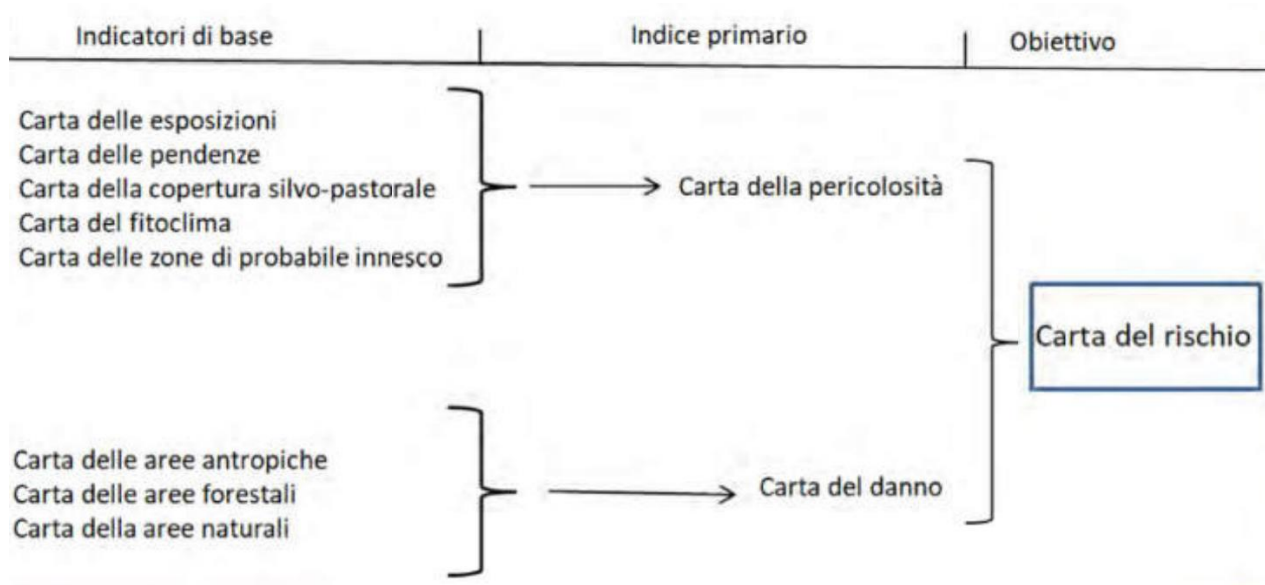 Indicatori di base
Indice primario
Obiettivo
Carta delle esposizioni
Carta delle pendenze
Carta della copertura silvo-pastorale
Carta del fitoclima
Carta delle zone di probabile innesco
Carta della pericolosità
Carta del rischio
Carta delle aree antropiche
Carta delle aree forestali
Carta della aree naturali
Carta del danno